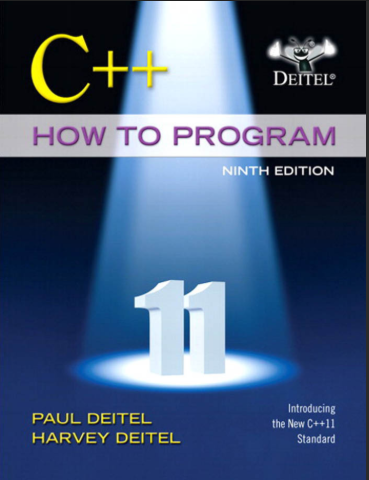 C++
DEITEL®
HOW TO PROGRAM
NINTH EDITION
11
PAUL DEITEL
HARVEY DEITEL
Introducing
the New C++11
Standard